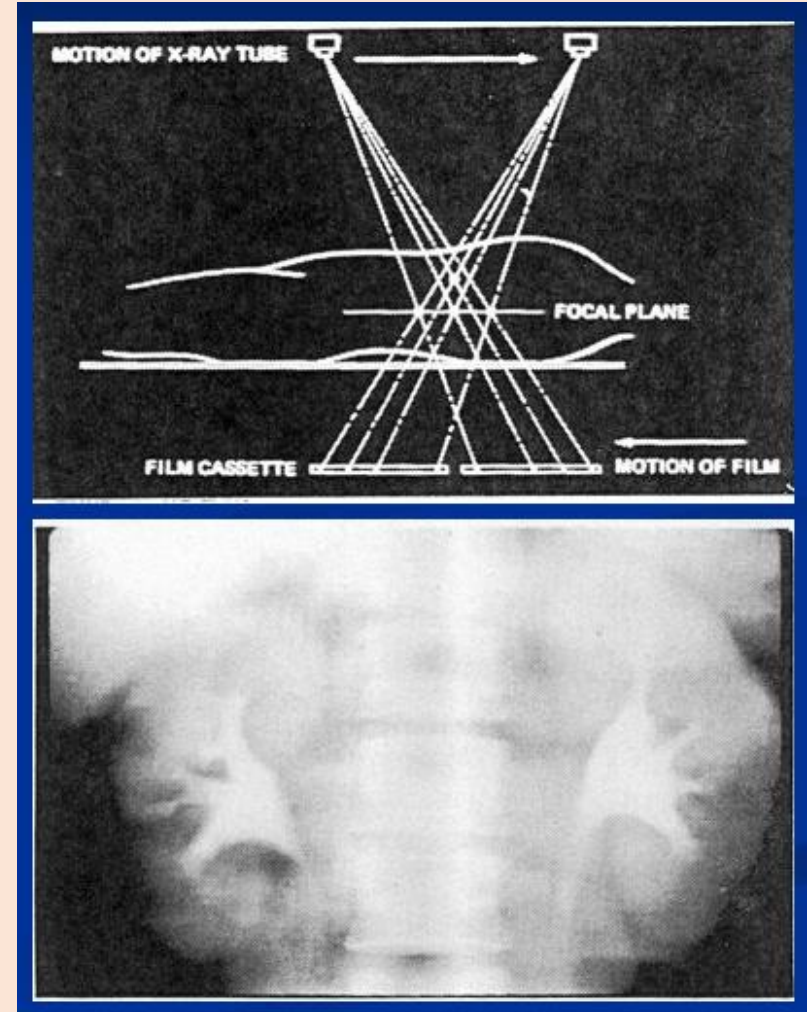 MOTION OF X-RAY TUBE
FOCAL PLANE
FILM CASSETTE
MOTION OF FILM